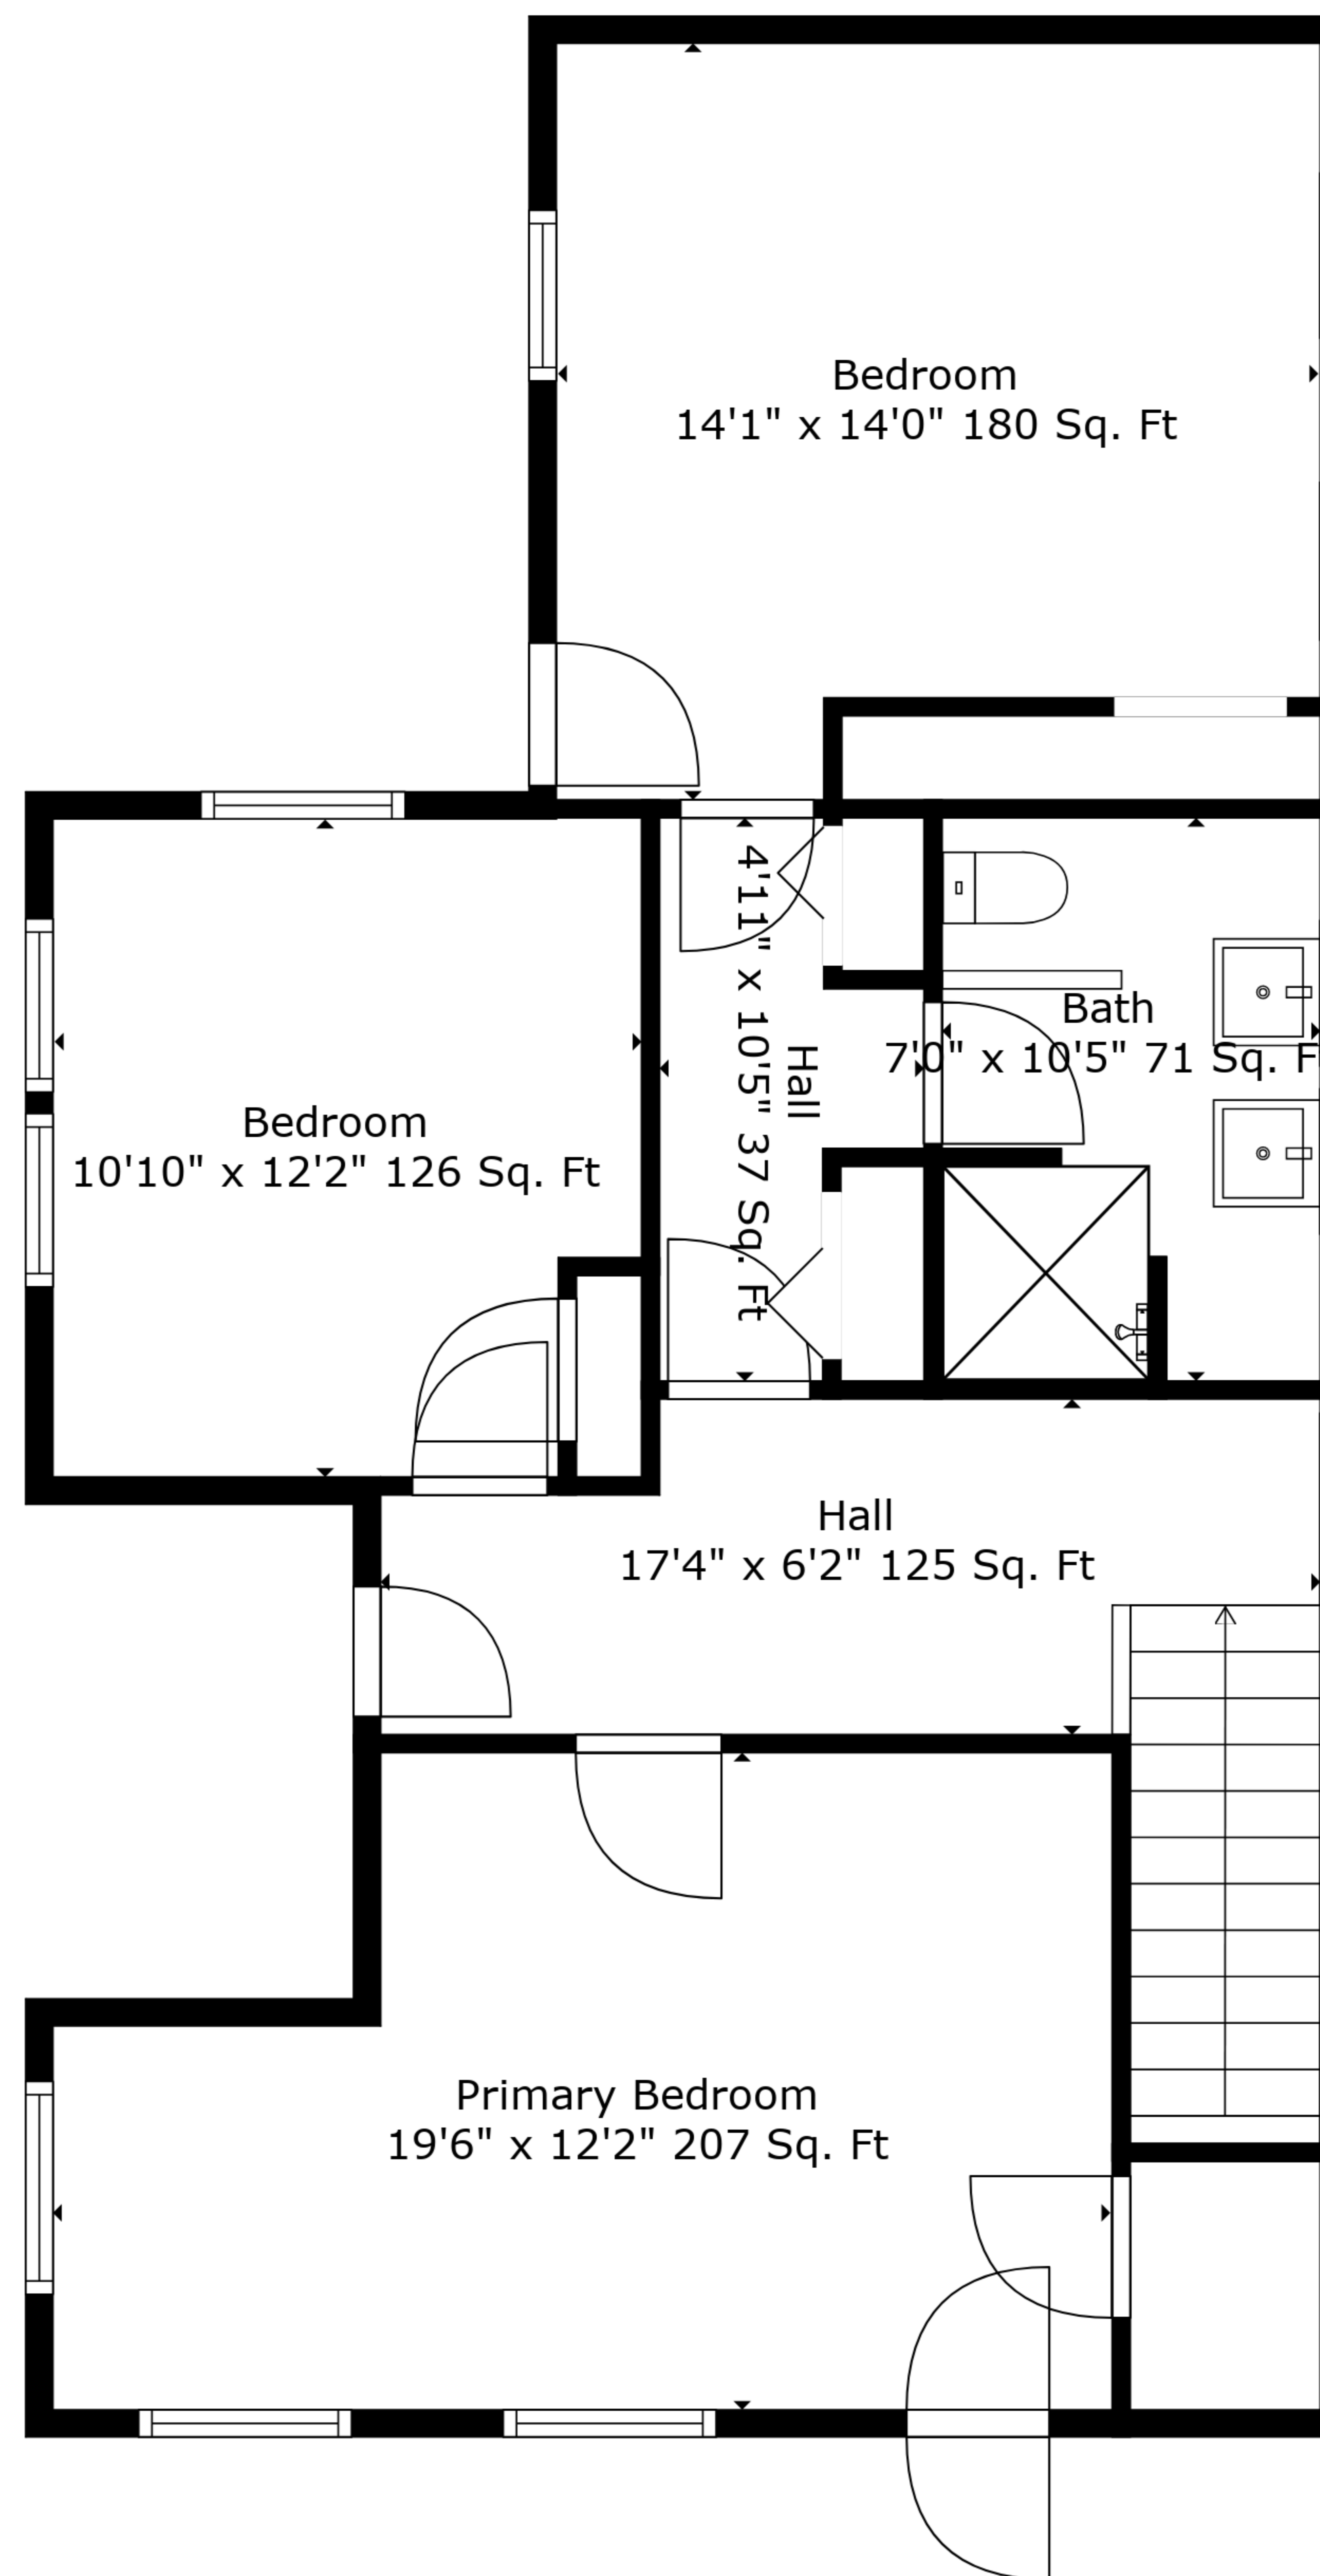 Bedroom
14'1" x 14'0" 180 Sq. Ft
Bath
7'0" x 10'5" 71 Sq. F
Hall
4'11" x 10'5" 37 Sq. Ft
Bedroom
10'10" x 12'2" 126 Sq. Ft
Hall
17'4" x 6'2" 125 Sq. Ft
Primary Bedroom
19'6" x 12'2" 207 Sq. Ft